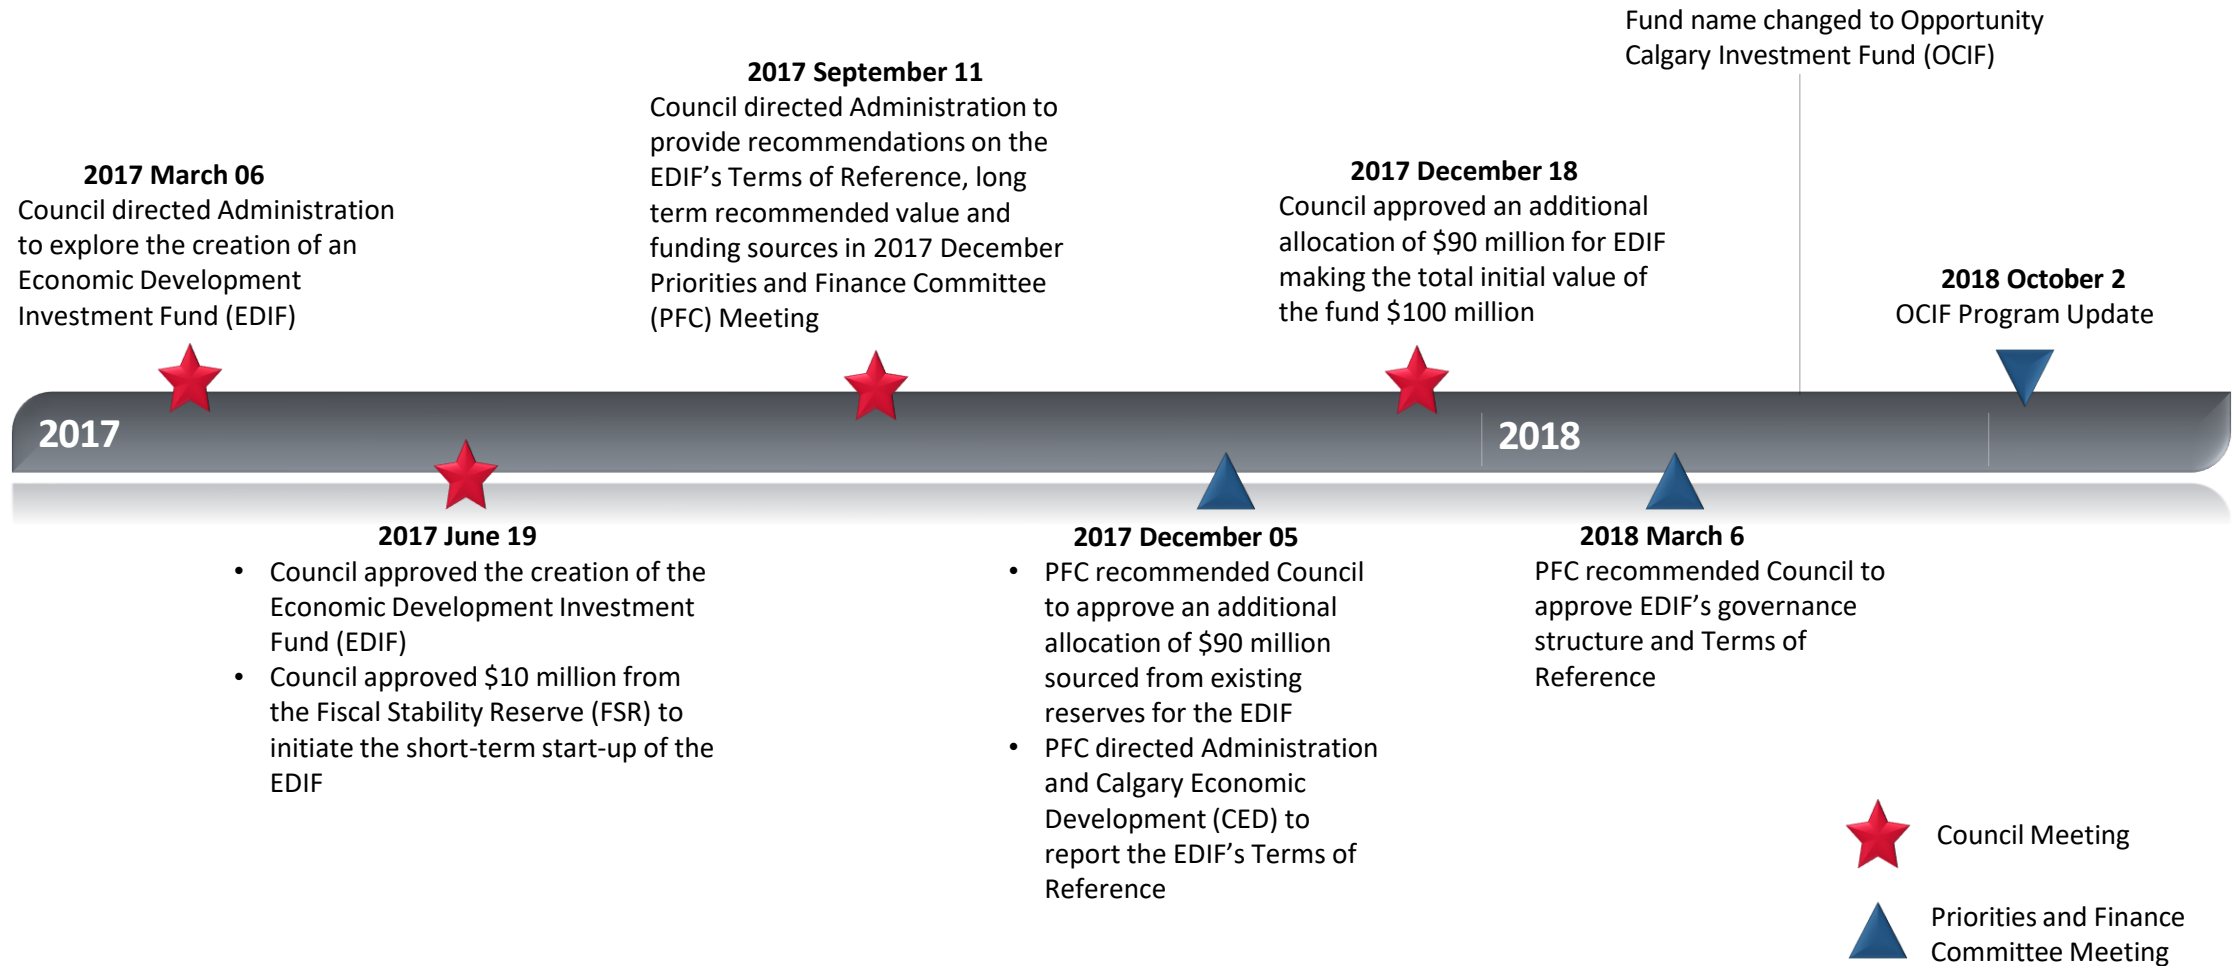 Fund name changed to Opportunity
Calgary Investment Fund (OCIF)
2017 March 06
Council directed Administration
to explore the creation of an
Economic Development
Investment Fund (EDIF)
2017 September 11
Council directed Administration to
provide recommendations on the
EDIF’s Terms of Reference, long
term recommended value and
funding sources in 2017 December
Priorities and Finance Committee
(PFC) Meeting
2017 December 18
Council approved an additional
allocation of $90 million for EDIF
making the total initial value of
the fund $100 million
2018 October 2
OCIF Program Update
2017
2018
2017 June 19
• Council approved the creation of the
Economic Development Investment
Fund (EDIF)
• Council approved $10 million from
the Fiscal Stability Reserve (FSR) to
initiate the short-term start-up of the
EDIF
2017 December 05
• PFC recommended Council
to approve an additional
allocation of $90 million
sourced from existing
reserves for the EDIF
• PFC directed Administration
and Calgary Economic
Development (CED) to
report the EDIF’s Terms of
Reference
2018 March 6
PFC recommended Council to
approve EDIF’s governance
structure and Terms of
Reference
Council Meeting
Priorities and Finance
Committee Meeting